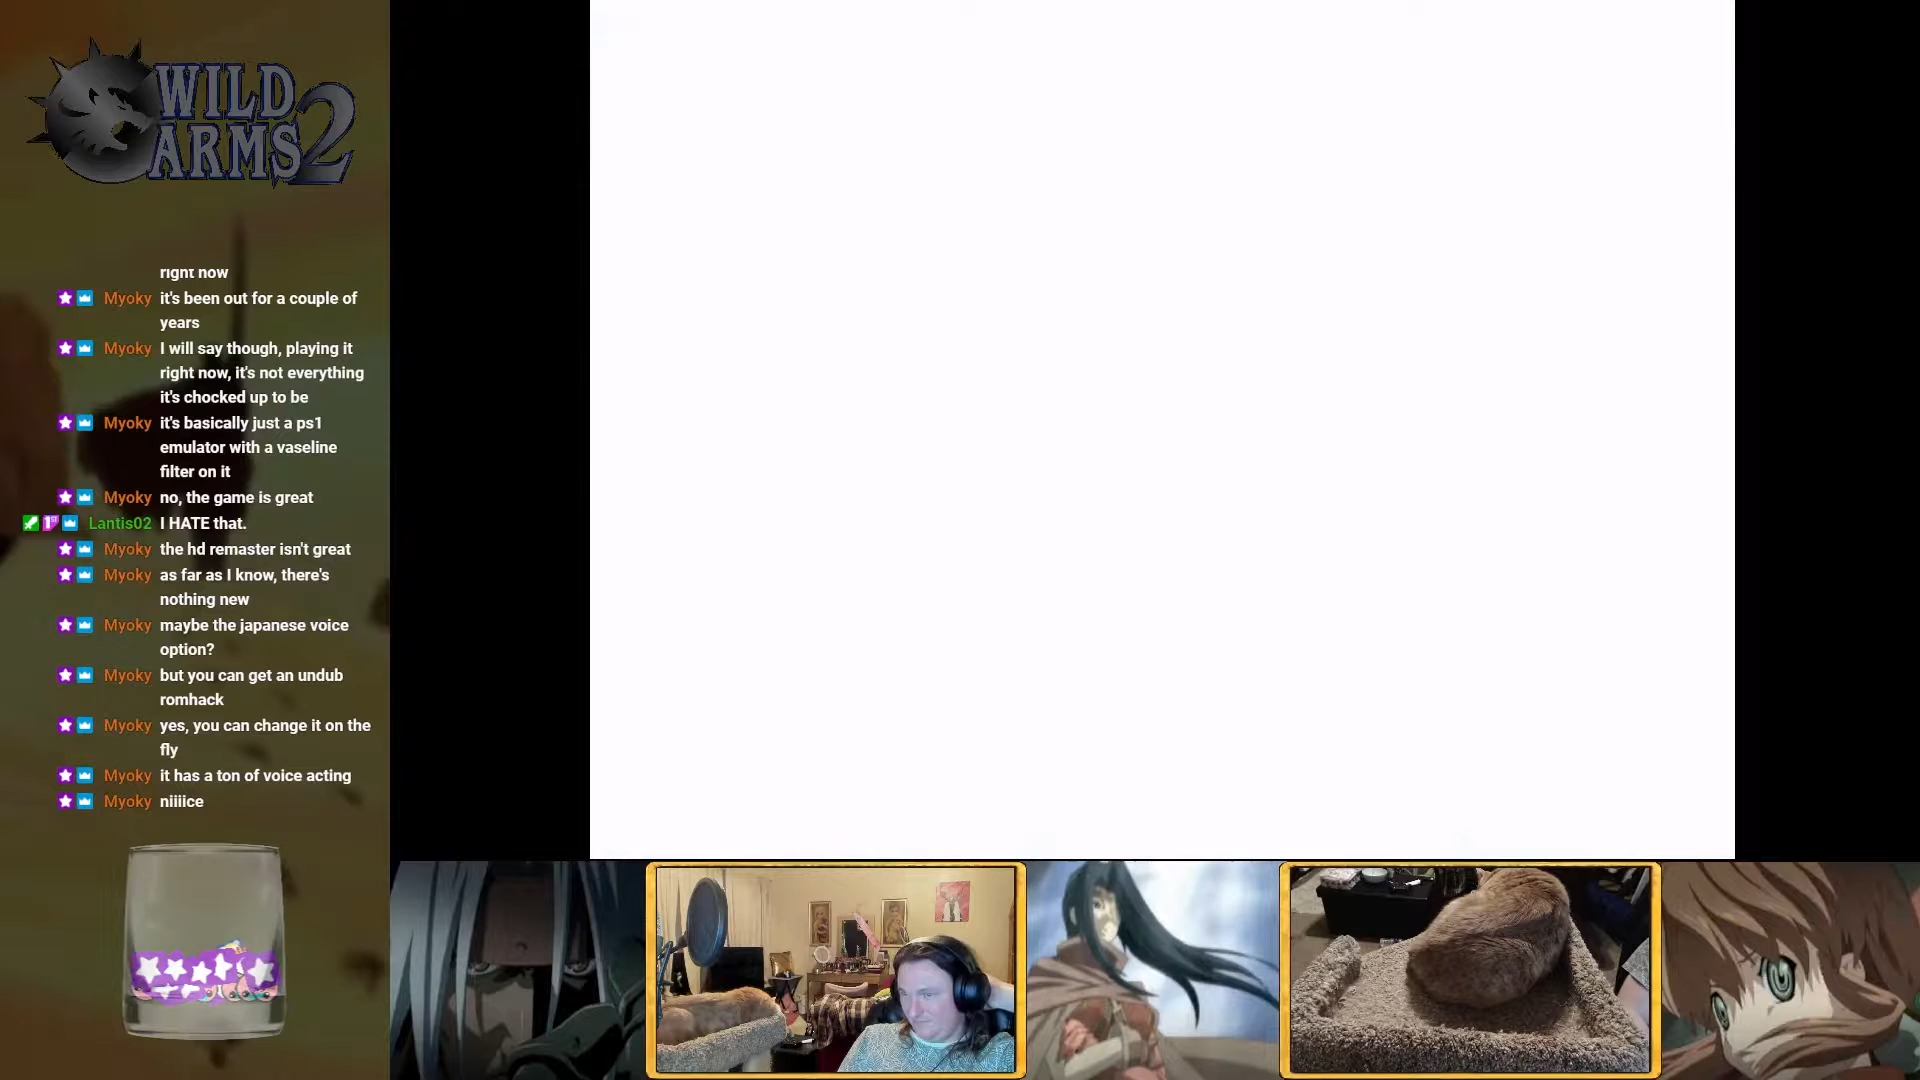 WILD
ARMS 2
right now
Myoky it's been out for a couple of
years
Myoky I will say though, playing it
right now, it's not everything
it's chocked up to be
Myoky it's basically just a ps1
emulator with a vaseline
filter on it
Myoky no, the game is great
1ST Lantis02 I HATE that.
Myoky the hd remaster isn't great
Myoky as far as I know, there's
nothing new
Myoky maybe the japanese voice
option?
Myoky but you can get an undub
romhack
Myoky yes, you can change it on the
fly
Myoky it has a ton of voice acting
Myoky niiiice